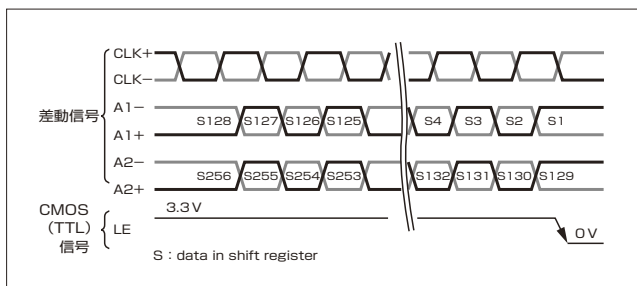 CLK+
CLK−
差動信号
A1−
S128 S127 S126 S125 S4 S3 S2 S1
A1+
A2−
S256 S255 S254 S253 S132 S131 S130 S129
A2+
CMOS
（TTL）
信号
LE
3.3V
0V
S：data in shift register